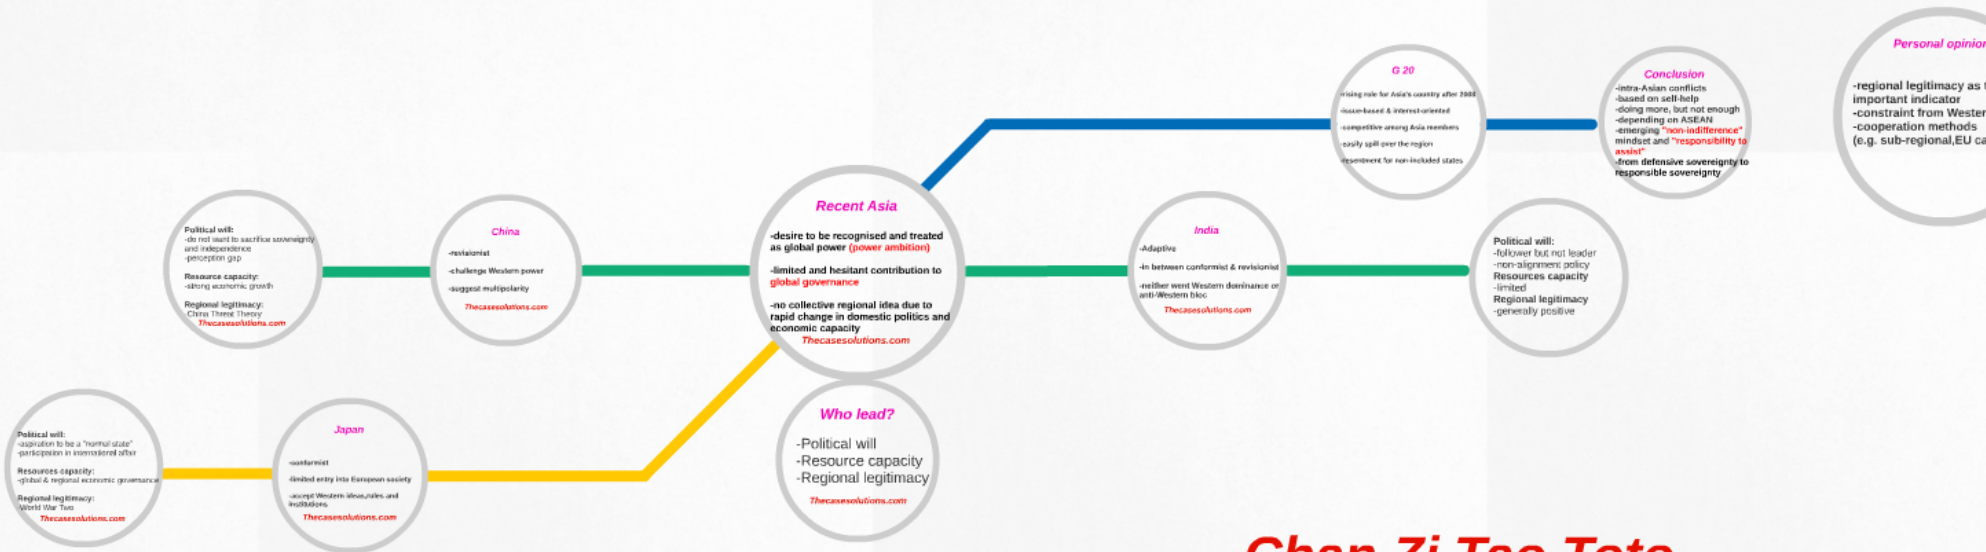 Political will:
-aspiration to be a "normal state"
-participation in international affair
Resources capacity:
-global & regional economic governance
Regional legitimacy:
-World War Two
Thecasesolutions.com
Japan
-conformist
-limited entry into European society
-accept Western ideas,rules and
institutions
Thecasesolutions.com
Political will:
-do not want to sacrifice sovereignty
and independence
-perception gap
Resource capacity:
-strong economic growth
Regional legitimacy:
-China Threat Theory
Thecasesolutions.com
China
-revisionist
-challenge Western power
-suggest multipolarity
Thecasesolutions.com
Recent Asia
-desire to be recognised and treated
as global power (power ambition)
-limited and hesitant contribution to
global governance
-no collective regional idea due to
rapid change in domestic politics and
economic capacity
Thecasesolutions.com
Who lead?
-Political will
-Resource capacity
-Regional legitimacy
Thecasesolutions.com
India
-Adaptive
-in between conformist & revisionist
-neither went Western dominance or
anti-Western bloc
Thecasesolutions.com
Political will:
-follower but not leader
-non-alignment policy
Resources capacity
-limited
Regional legitimacy
-generally positive
G 20
-rising role for Asia's country after 2008
-issue-based & interest-oriented
-competitive among Asia members
-easily spill over the region
-resentment for non-included states
Conclusion
-intra-Asian conflicts
-based on self-help
-doing more, but not enough
-depending on ASEAN
-emerging "non-indifference"
mindset and "responsibility to
assist"
-from defensive sovereignty to
responsible sovereignty
Personal opinion
-regional legitimacy as
important indicator
-constraint from Wester
-cooperation methods
(e.g. sub-regional,EU ca
Chan Zi Tao Toto